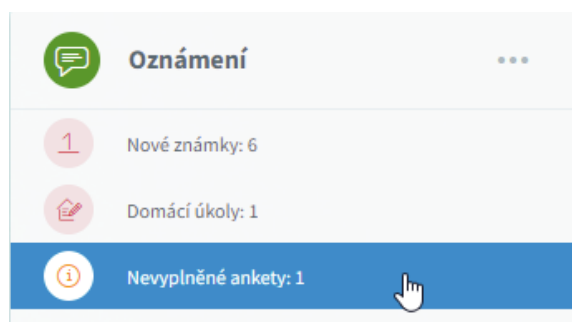 Oznámení
Nové známky: 6
Domácí úkoly: 1
Nevyplněné ankety: 1